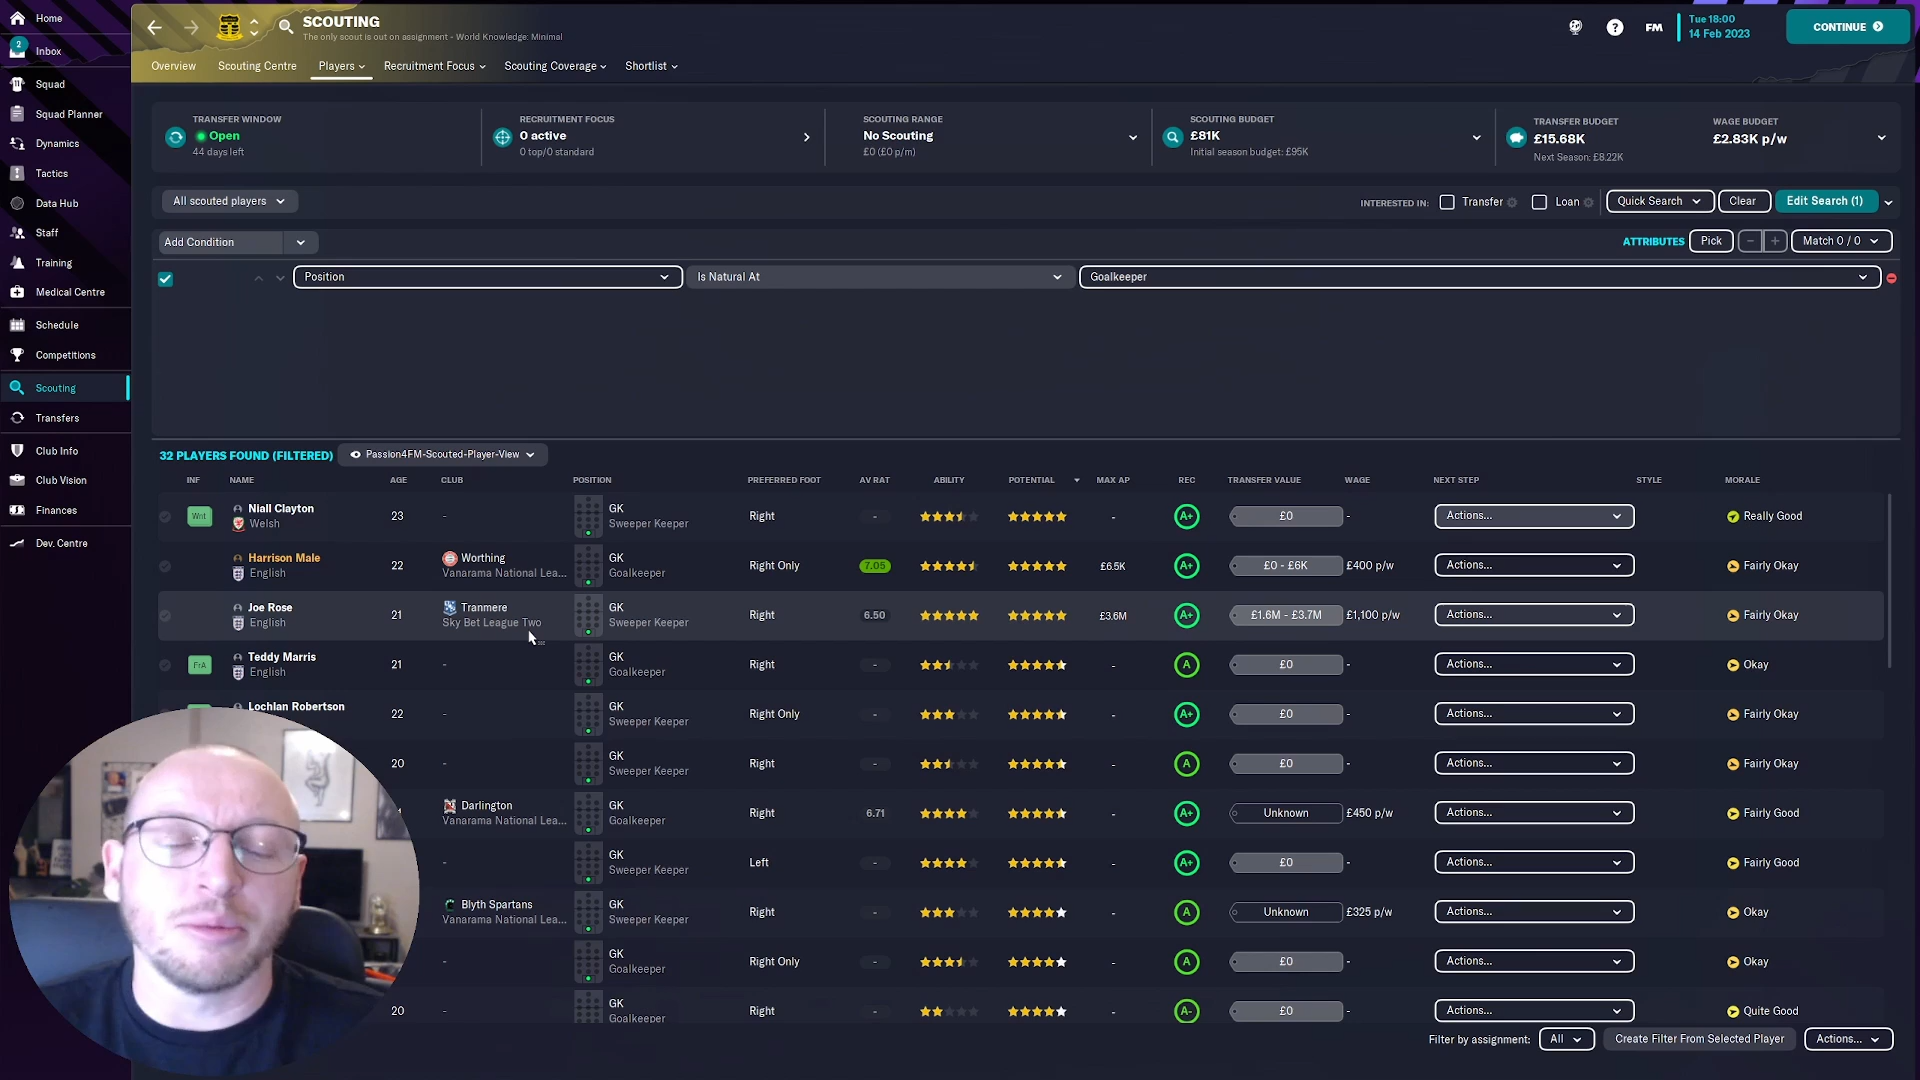 Home
2
Inbox
Squad
Squad Planner
Dynamics
Tactics
Data Hub
Staff
Training
Medical Centre
Schedule
Competitions
Scouting
Transfers
Club Info
Club Vision
Finances
Dev. Centre
SCOUTING
The only scout is out on assignment - World Knowledge: Minimal
FM
Tue 18:00
14 Feb 2023
CONTINUE
Overview Scouting Centre Players Recruitment Focus Scouting Coverage Shortlist
TRANSFER WINDOW
Open
44 days left
RECRUITMENT FOCUS
0 active
0 top/0 standard
SCOUTING RANGE
No Scouting
£0 (£0 p/m)
SCOUTING BUDGET
£81K
Initial season budget: £95K
TRANSFER BUDGET
£15.68K
Next Season: £8.22K
WAGE BUDGET
£2.83K p/w
All scouted players
INTERESTED IN: Transfer Loan Quick Search Clear Edit Search (1)
Add Condition
ATTRIBUTES Pick - + Match 0 / 0
Position Is Natural At Goalkeeper
32 PLAYERS FOUND (FILTERED) Passion4FM-Scouted-Player-View
INF NAME AGE CLUB POSITION PREFERRED FOOT AV RAT ABILITY POTENTIAL MAX AP REC TRANSFER VALUE WAGE NEXT STEP STYLE MORALE
Wnt Niall Clayton 23 - GK Right - - A+ £0 - Actions... Really Good
Welsh Sweeper Keeper
Harrison Male 22 Worthing GK Right Only 7.05 £6.5K A+ £0 - £6K £400 p/w Actions... Fairly Okay
English Vanarama National Lea... Goalkeeper
Joe Rose 21 Tranmere GK Right 6.50 £3.6M A+ £1.6M - £3.7M £1,100 p/w Actions... Fairly Okay
English Sky Bet League Two Sweeper Keeper
FrA Teddy Marris 21 - GK Right - - A £0 - Actions... Okay
English Goalkeeper
Lochlan Robertson 22 - GK Right Only - - A+ £0 - Actions... Fairly Okay
Sweeper Keeper
20 - GK Right - - A £0 - Actions... Fairly Okay
Sweeper Keeper
Darlington GK Right 6.71 - A+ Unknown £450 p/w Actions... Fairly Good
Vanarama National Lea... Goalkeeper
- GK Left - - A+ £0 - Actions... Fairly Good
Sweeper Keeper
Blyth Spartans GK Right - - A Unknown £325 p/w Actions... Okay
Vanarama National Lea... Sweeper Keeper
- GK Right Only - - A £0 - Actions... Okay
Goalkeeper
20 - GK Right - - A- £0 - Actions... Quite Good
Goalkeeper
Filter by assignment: All Create Filter From Selected Player Actions...